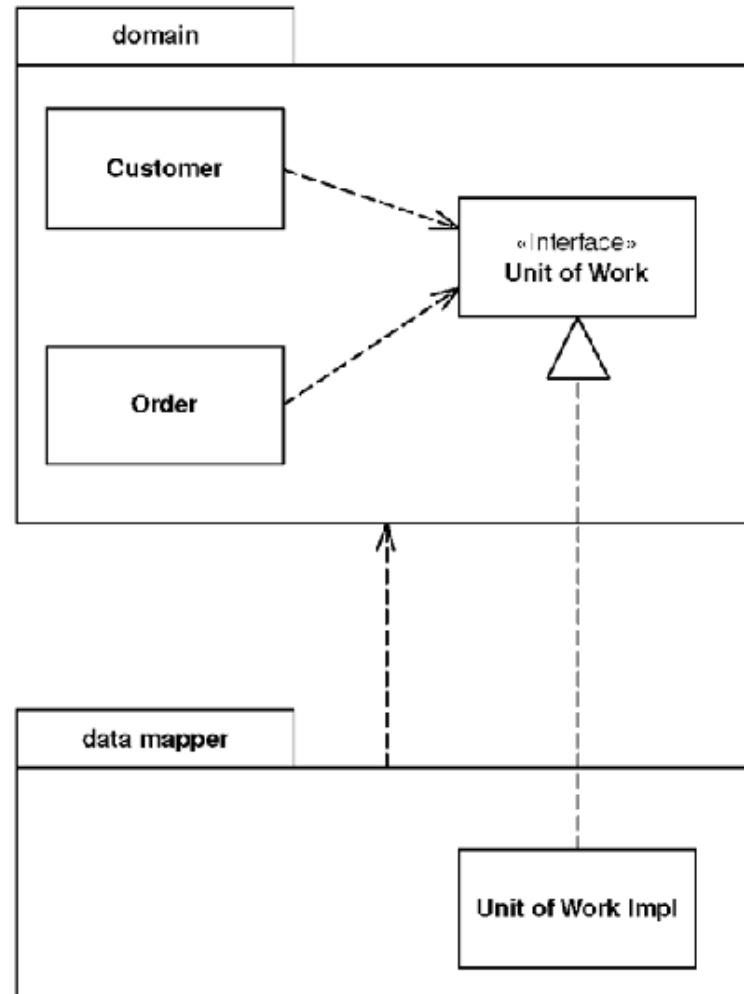 domain
Customer
«Interface»
Unit of Work
Order
data mapper
Unit of Work Impl